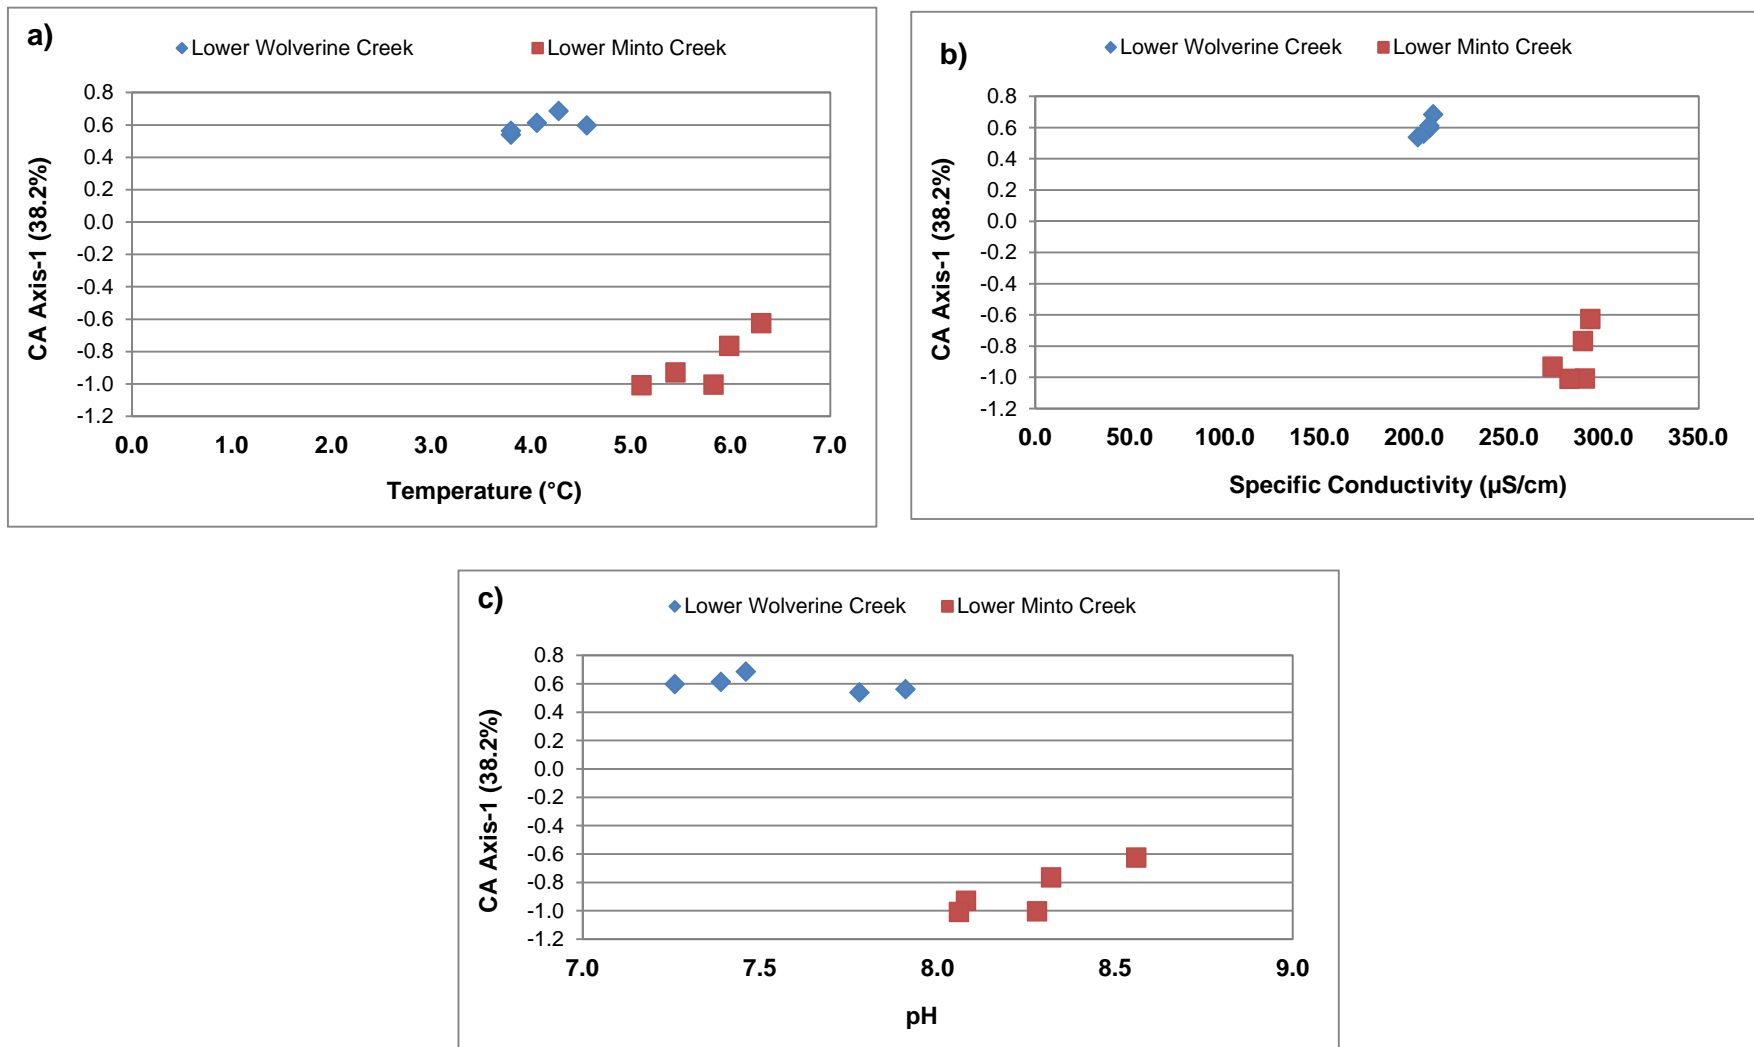 a)
Lower Wolverine Creek Lower Minto Creek
0.8
0.6
0.4
0.2
0.0
-0.2
-0.4
-0.6
-0.8
-1.0
-1.2
CA Axis-1 (38.2%)
0.0 1.0 2.0 3.0 4.0 5.0 6.0 7.0
Temperature (°C)
b)
Lower Wolverine Creek Lower Minto Creek
0.8
0.6
0.4
0.2
0.0
-0.2
-0.4
-0.6
-0.8
-1.0
-1.2
CA Axis-1 (38.2%)
0.0 50.0 100.0 150.0 200.0 250.0 300.0 350.0
Specific Conductivity (µS/cm)
c)
Lower Wolverine Creek Lower Minto Creek
0.8
0.6
0.4
0.2
0.0
-0.2
-0.4
-0.6
-0.8
-1.0
-1.2
CA Axis-1 (38.2%)
7.0 7.5 8.0 8.5 9.0
pH